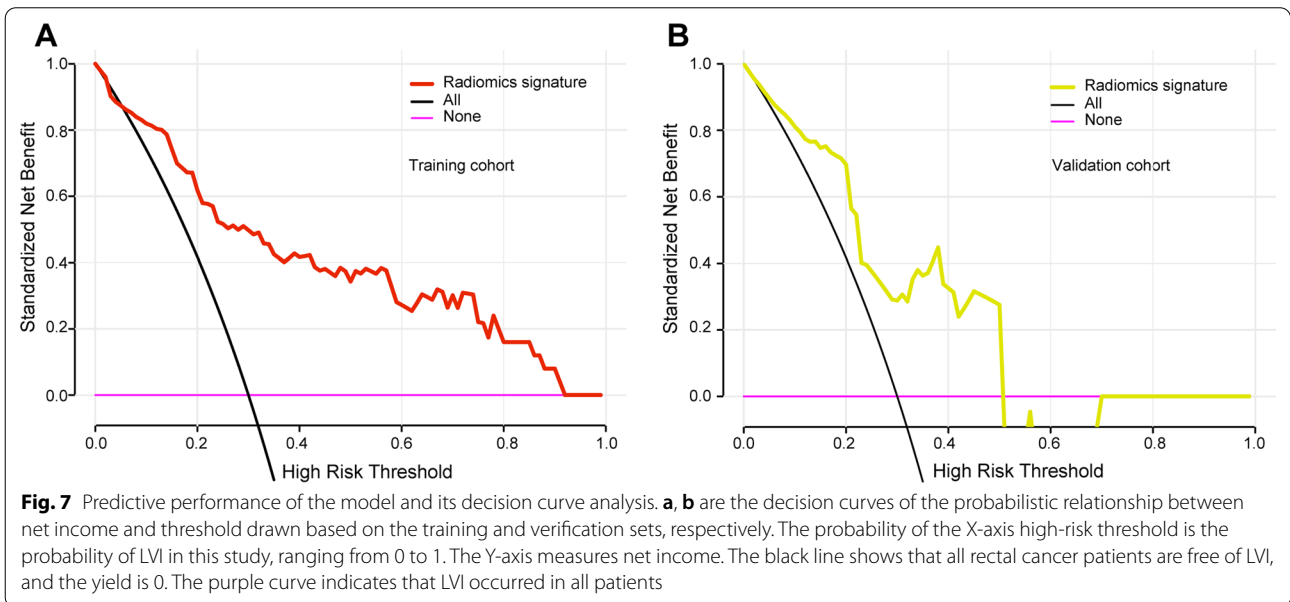 A
1.0
0.8
0.6
0.4
0.2
0.0
Standardized Net Benefit
Radiomics signature
All
None
Training cohort
0.0 0.2 0.4 0.6 0.8 1.0
High Risk Threshold
B
1.0
0.8
0.6
0.4
0.2
0.0
Standardized Net Benefit
Radiomics signature
All
None
Validation cohort
0.0 0.2 0.4 0.6 0.8 1.0
High Risk Threshold
Fig. 7 Predictive performance of the model and its decision curve analysis. a, b are the decision curves of the probabilistic relationship between
net income and threshold drawn based on the training and verification sets, respectively. The probability of the X-axis high-risk threshold is the
probability of LVI in this study, ranging from 0 to 1. The Y-axis measures net income. The black line shows that all rectal cancer patients are free of LVI,
and the yield is 0. The purple curve indicates that LVI occurred in all patients